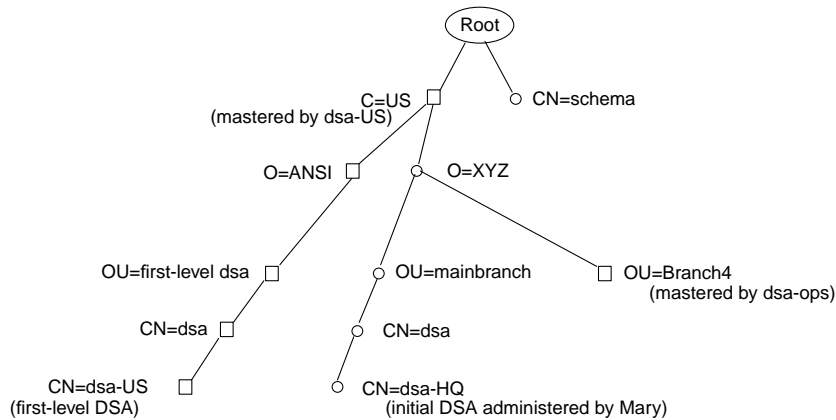 Root
C=US
(mastered by dsa-US)
CN=schema
O=ANSI
O=XYZ
OU=first-level dsa
OU=mainbranch
OU=Branch4
(mastered by dsa-ops)
CN=dsa
CN=dsa
CN=dsa-US
(first-level DSA)
CN=dsa-HQ
(initial DSA administered by Mary)